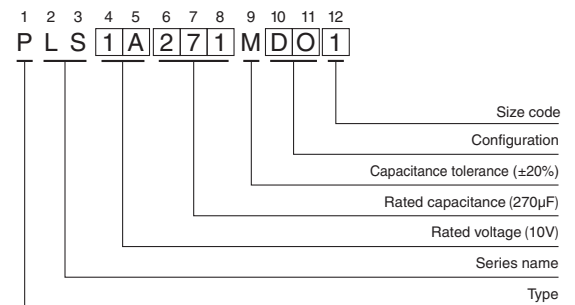 1 2 3 4 5 6 7 8 9 10 11 12
P L S 1 A 2 7 1 M D O 1
Size code
Configuration
Capacitance tolerance (±20%)
Rated capacitance (270µF)
Rated voltage (10V)
Series name
Type